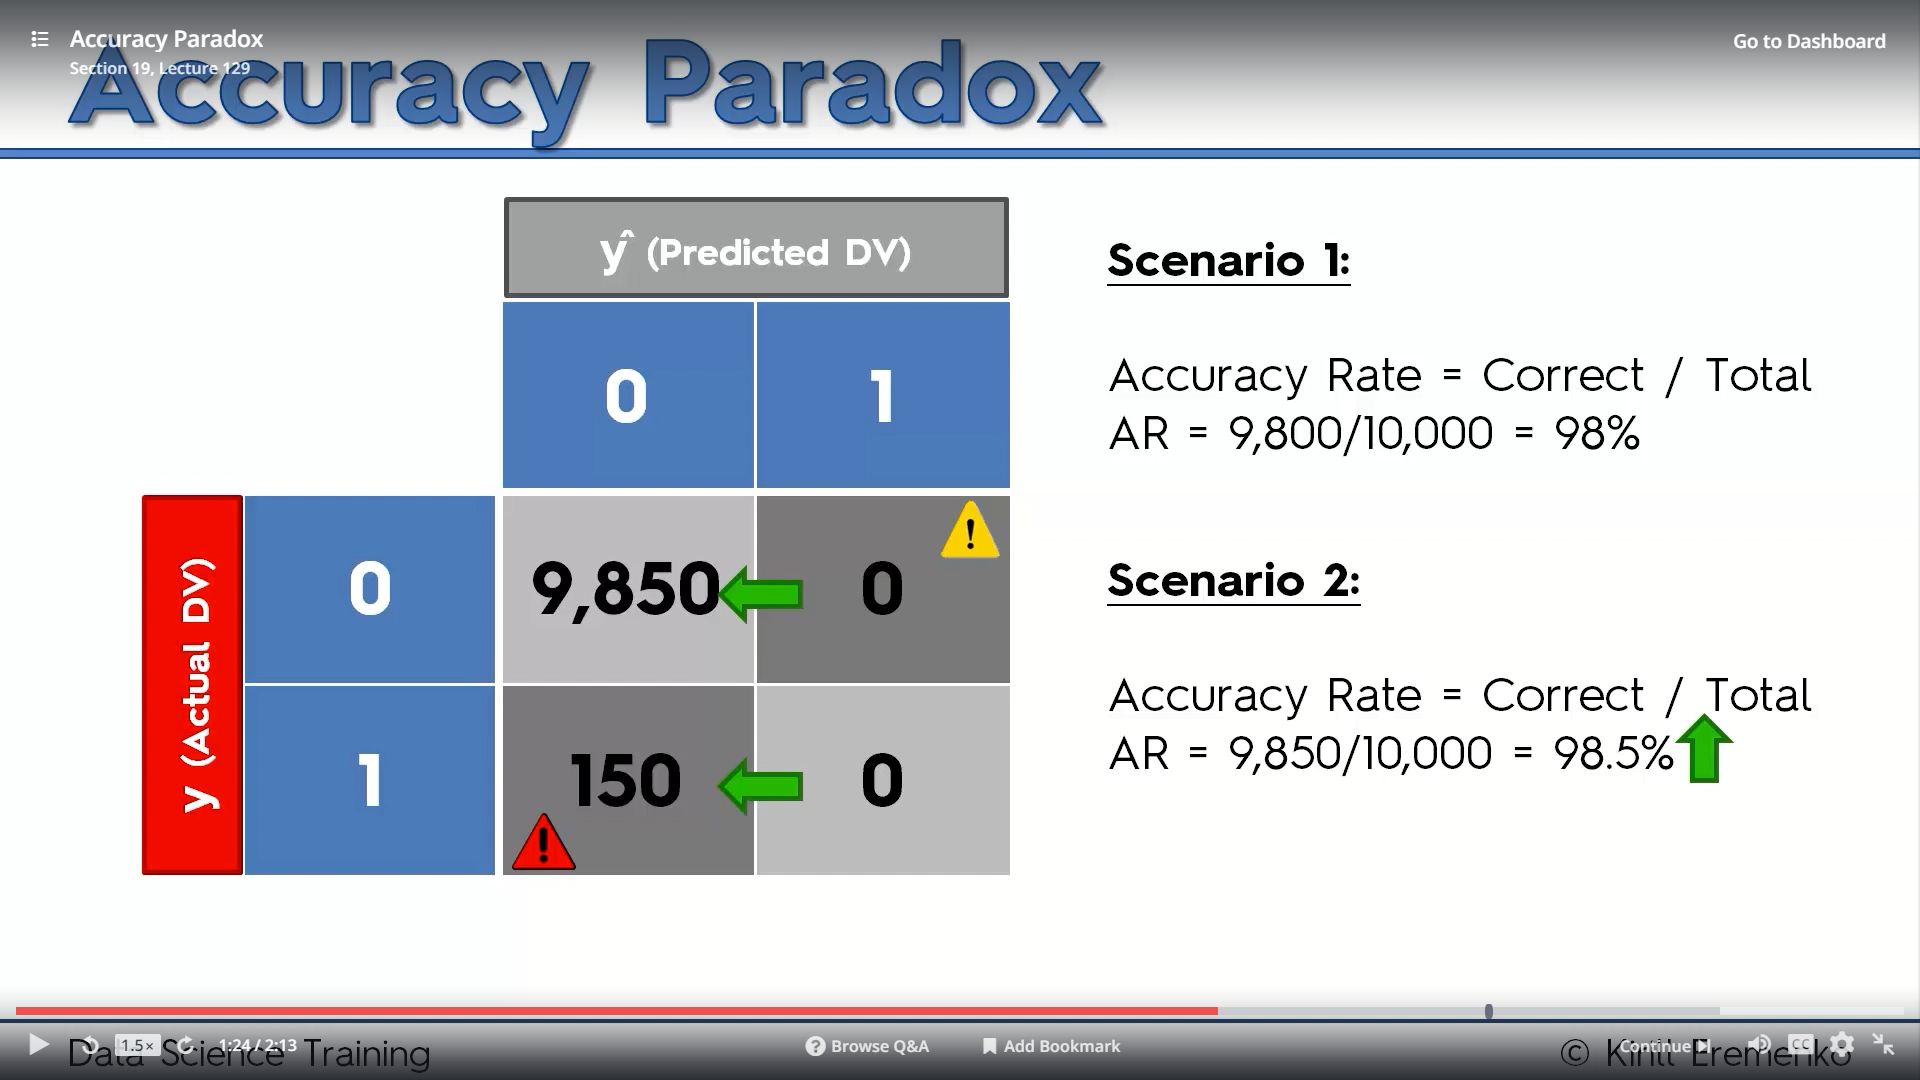 Accuracy Paradox
Section 19, Lecture 129
Go to Dashboard
Accuracy Paradox
ŷ (Predicted DV)
0 1
y (Actual DV)
0 9,850 0
1 150 0
Scenario 1:
Accuracy Rate = Correct / Total
AR = 9,800/10,000 = 98%
Scenario 2:
Accuracy Rate = Correct / Total
AR = 9,850/10,000 = 98.5%
1.5×
1:24 / 2:13
Browse Q&A
Add Bookmark
Continue
CC
Data Science Training
© Kirill Eremenko